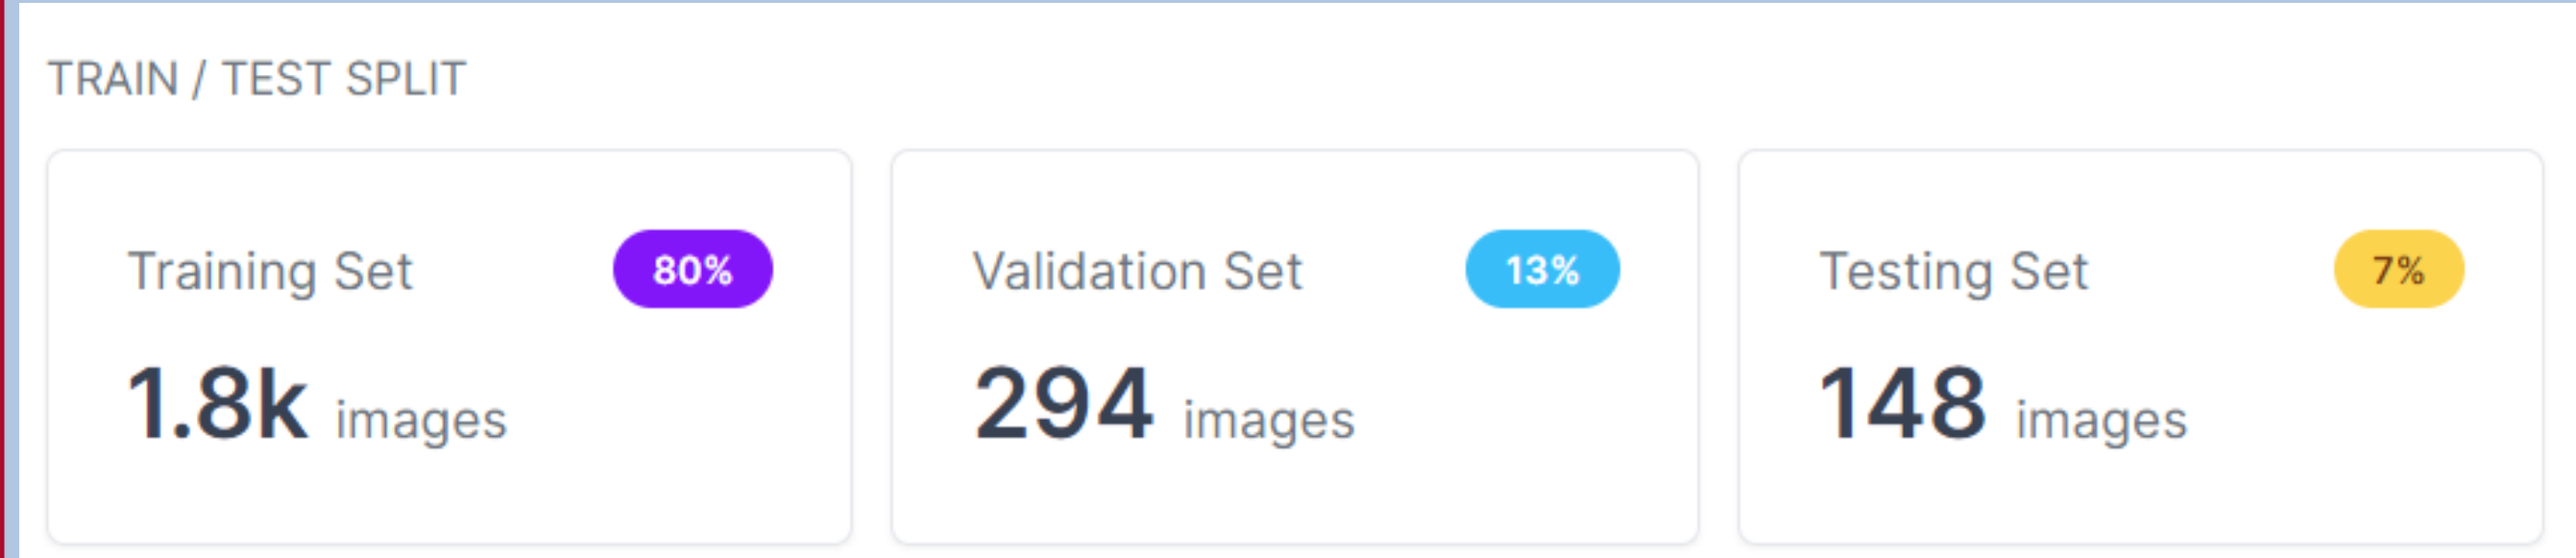 TRAIN / TEST SPLIT
Training Set 80%
1.8k images
Validation Set 13%
294 images
Testing Set 7%
148 images